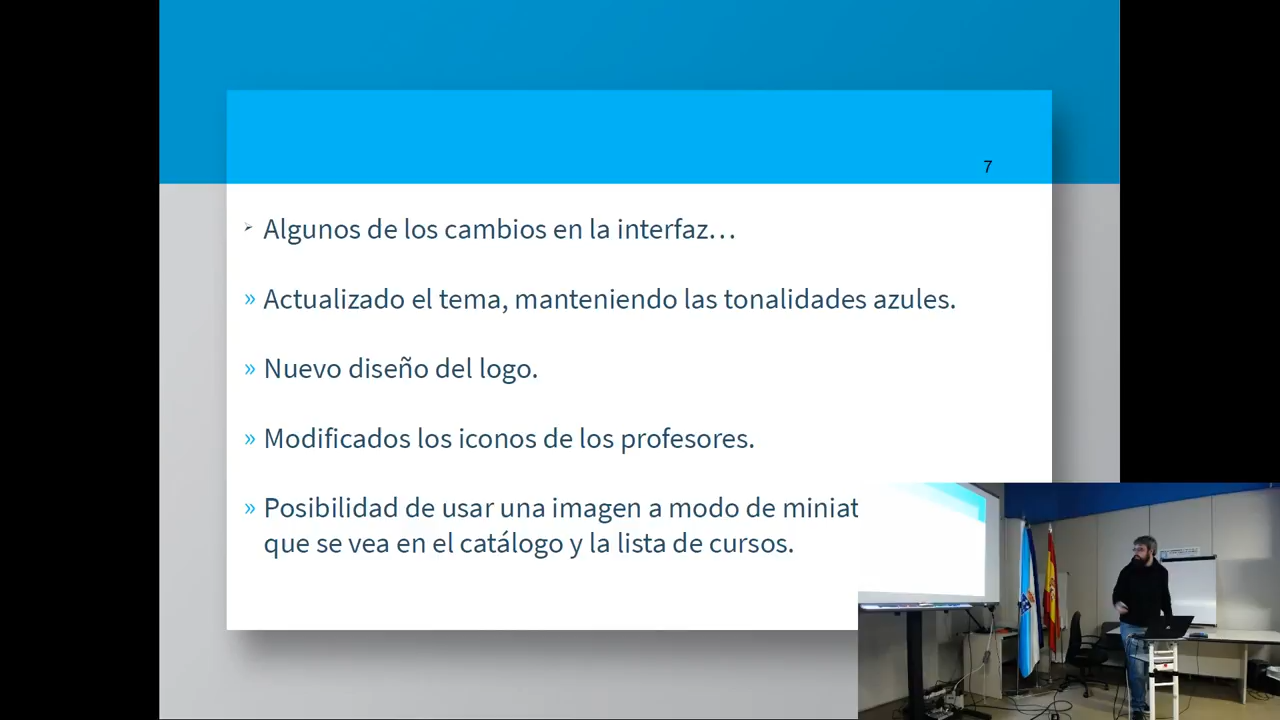 7
Algunos de los cambios en la interfaz…
» Actualizado el tema, manteniendo las tonalidades azules.
» Nuevo diseño del logo.
» Modificados los iconos de los profesores.
» Posibilidad de usar una imagen a modo de miniat
que se vea en el catálogo y la lista de cursos.